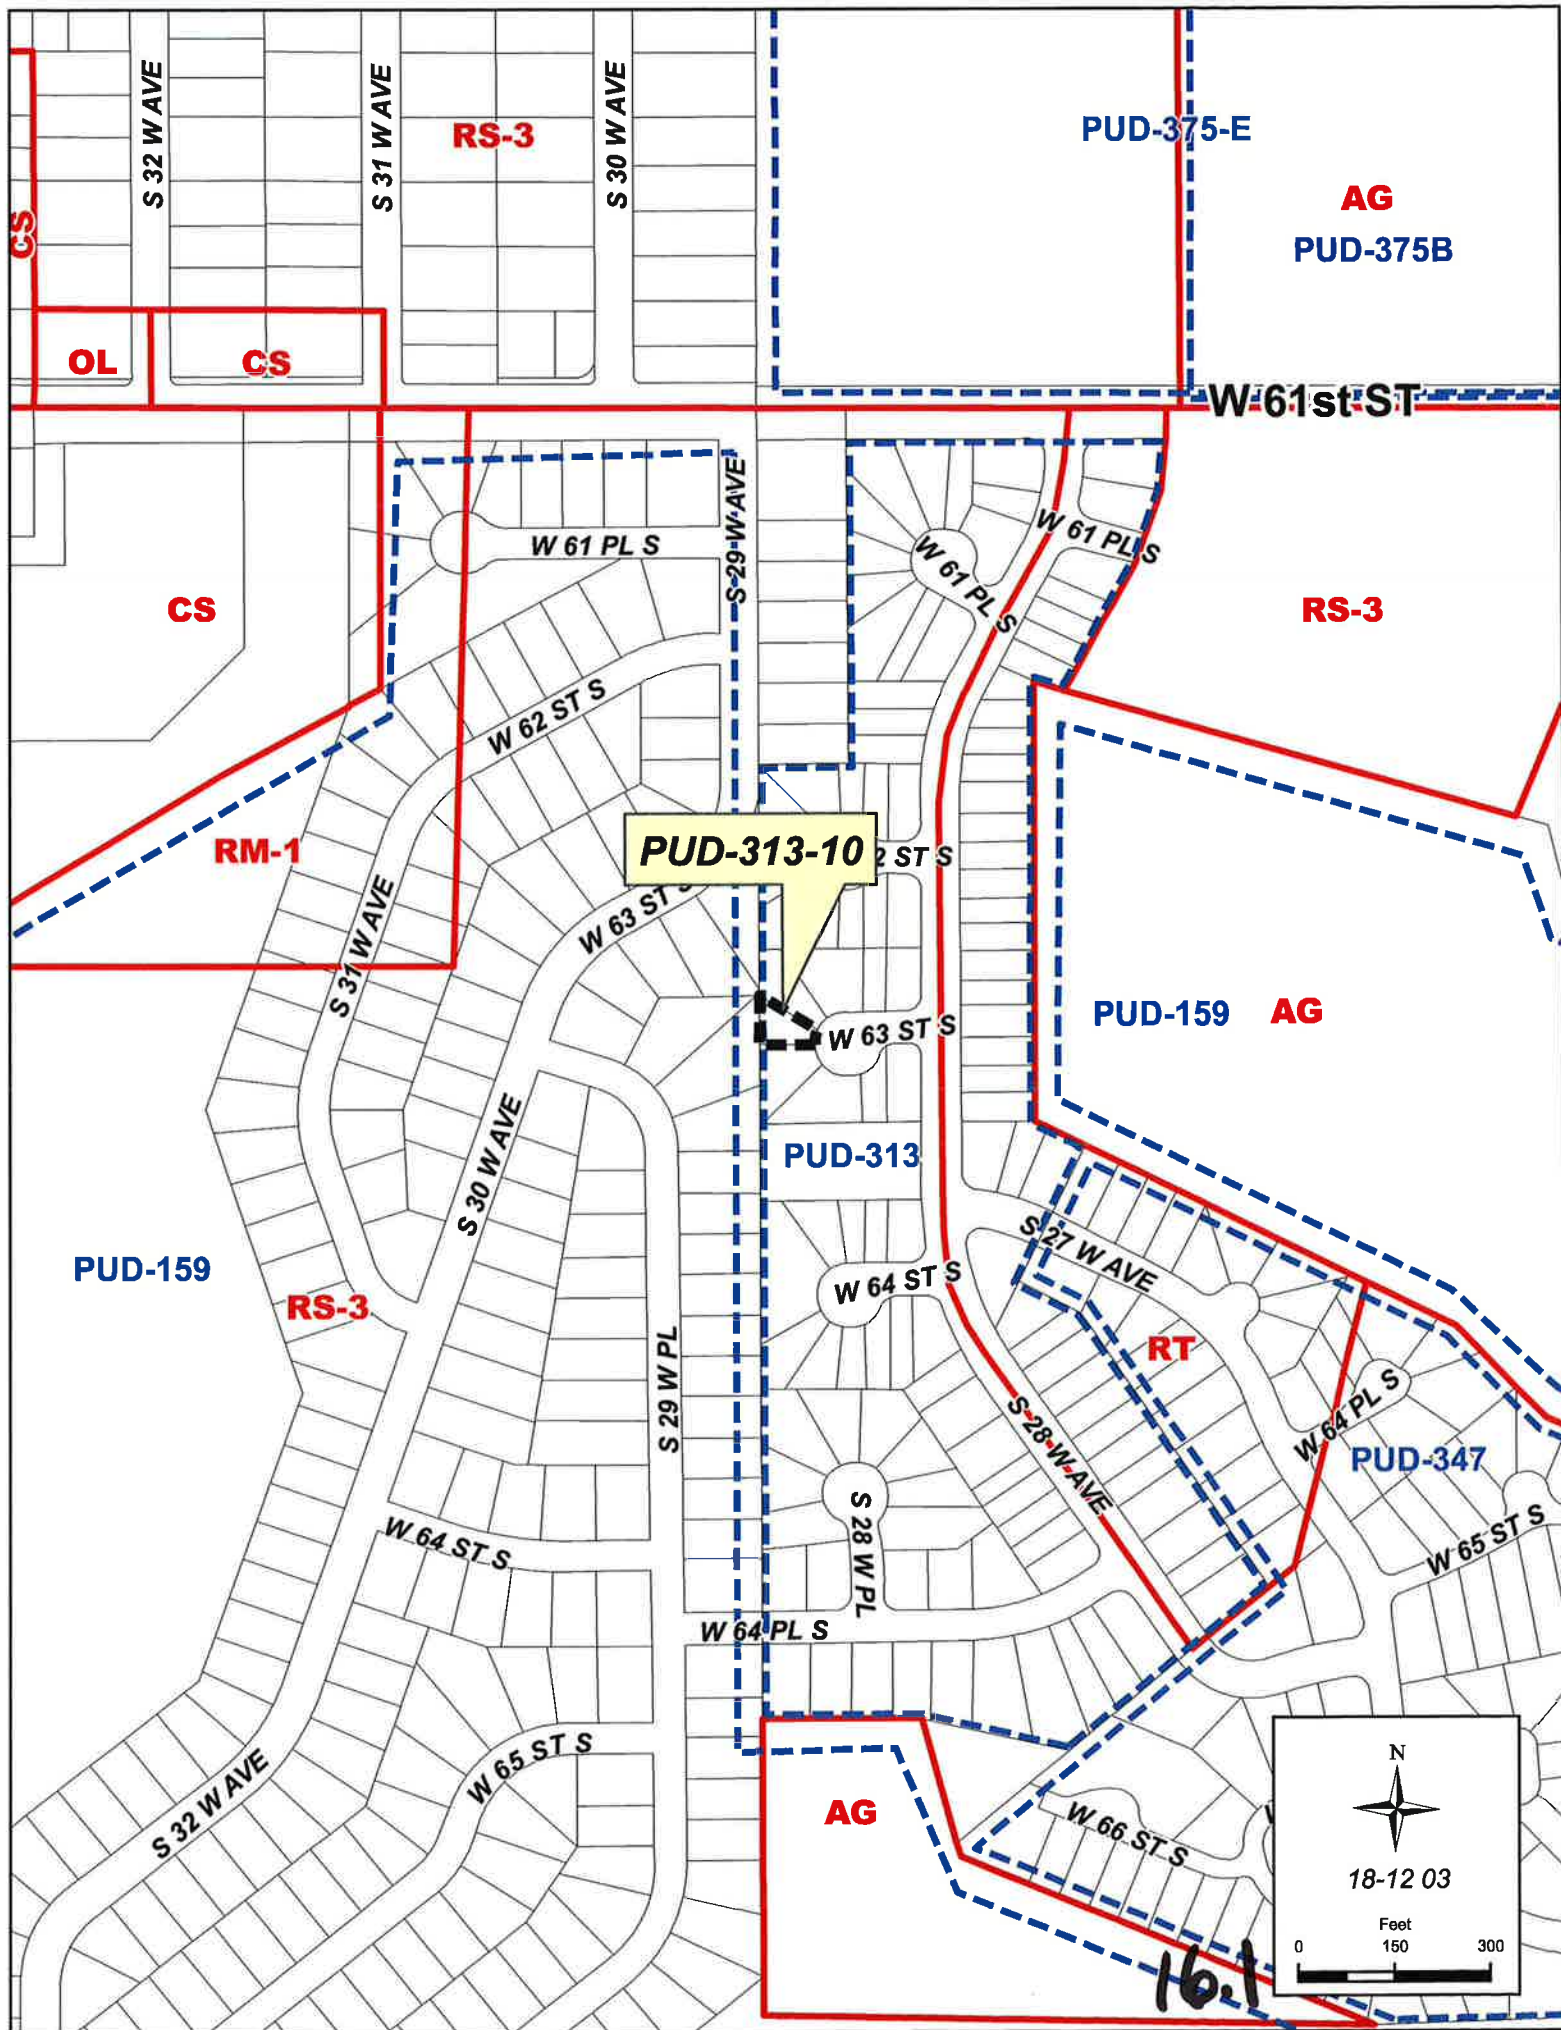 S 32 W AVE
S 31 W AVE
RS-3
S 30 W AVE
PUD-375-E
AG
PUD-375B
CS
OL
CS
W 61st ST
W 61 PL S
S 29 W AVE
W 61 PL S
W 61 PL S
CS
RS-3
W 62 ST S
RM-1
PUD-313-10
2 ST S
W 63 ST S
S 31 W AVE
W 63 ST S
PUD-159
AG
S 30 W AVE
PUD-313
PUD-159
RS-3
S 27 W AVE
W 64 ST S
RT
S 29 W PL
S 28 W AVE
W 64 PL S
PUD-347
S 28 W PL
W 64 ST S
W 65 ST S
W 64 PL S
W 65 ST S
S 32 W AVE
AG
W 66 ST S
N
18-12 03
Feet
0 150 300
16.1